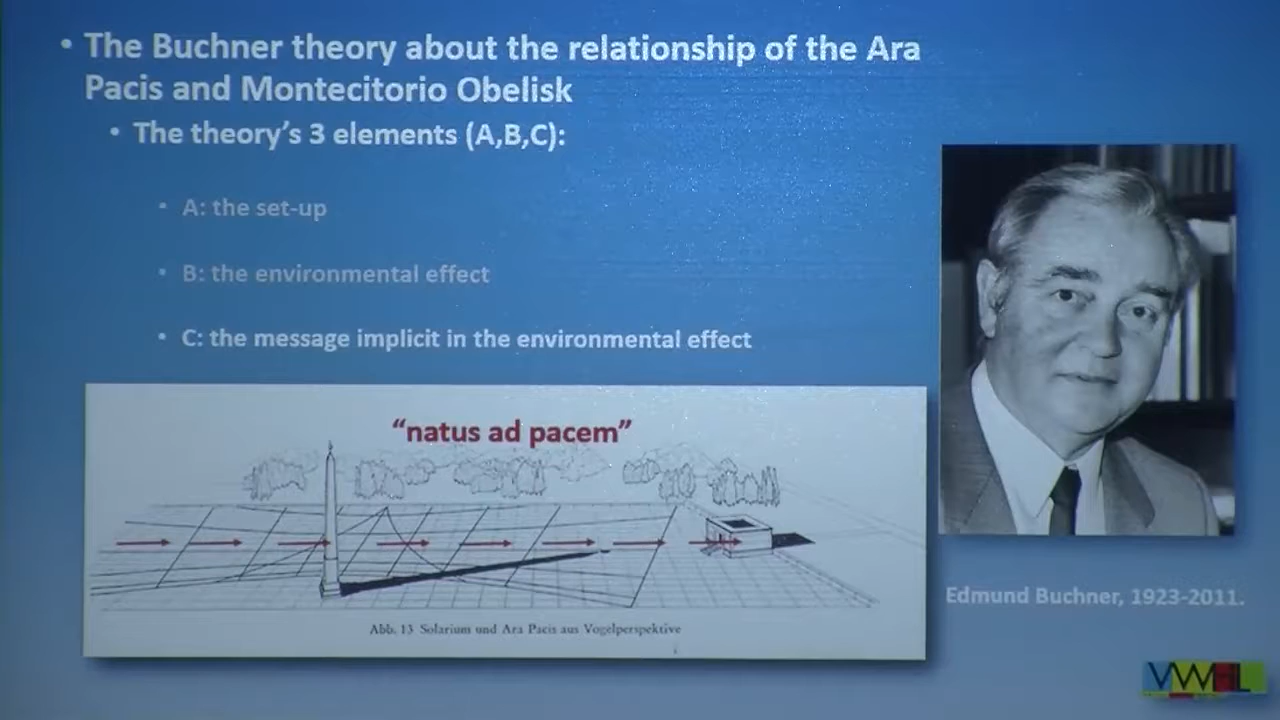 • The Buchner theory about the relationship of the Ara
Pacis and Montecitorio Obelisk
• The theory's 3 elements (A,B,C):
• A: the set-up
• B: the environmental effect
• C: the message implicit in the environmental effect
“natus ad pacem”
Abb. 13 Solarium und Ara Pacis aus Vogelperspektive
Edmund Buchner, 1923-2011.
VWHL